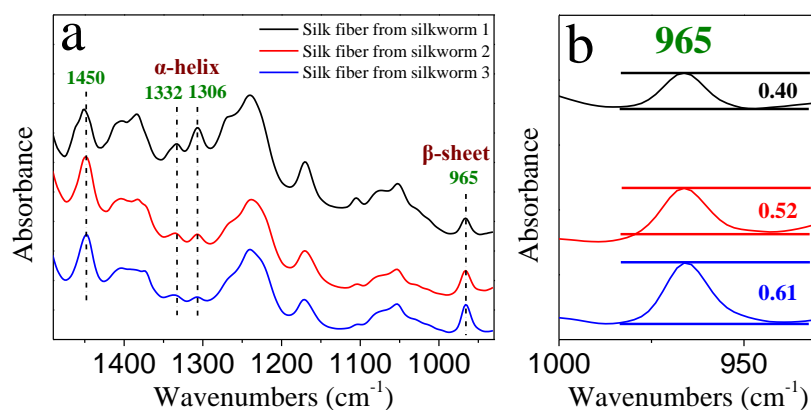 a
Silk fiber from silkworm 1
Silk fiber from silkworm 2
Silk fiber from silkworm 3
1450
α-helix
1332
1306
β-sheet
965
Absorbance
1400
1300
1200
1100
1000
Wavenumbers (cm⁻¹)
b
965
0.40
0.52
0.61
Absorbance
1000
950
Wavenumbers (cm⁻¹)